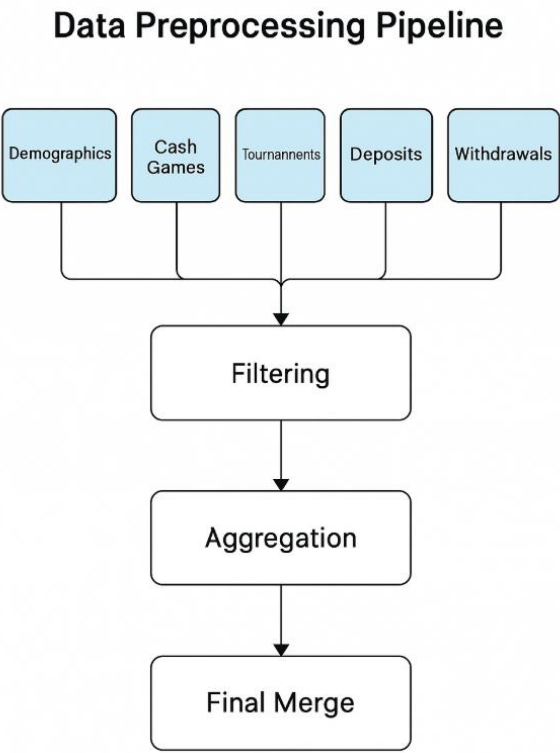 Data Preprocessing Pipeline
Demographics
Cash
Games
Tournannents
Deposits
Withdrawals
Filtering
Aggregation
Final Merge